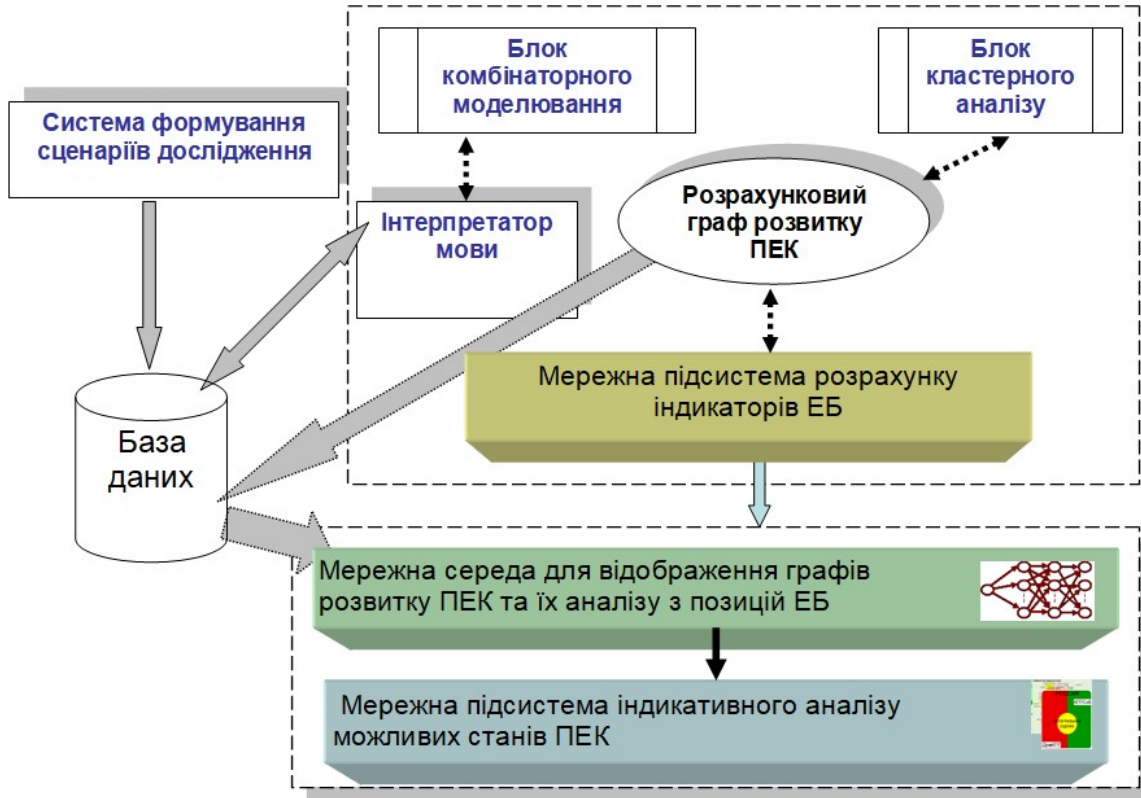 Блок
комбінаторного
моделювання
Блок
кластерного
аналізу
Система формування
сценаріїв дослідження
Інтерпретатор
мови
Розрахунковий
граф розвитку
ПЕК
Мережна підсистема розрахунку
індикаторів ЕБ
База
даних
Мережна середа для відображення графів
розвитку ПЕК та їх аналізу з позицій ЕБ
Мережна підсистема індикативного аналізу
можливих станів ПЕК